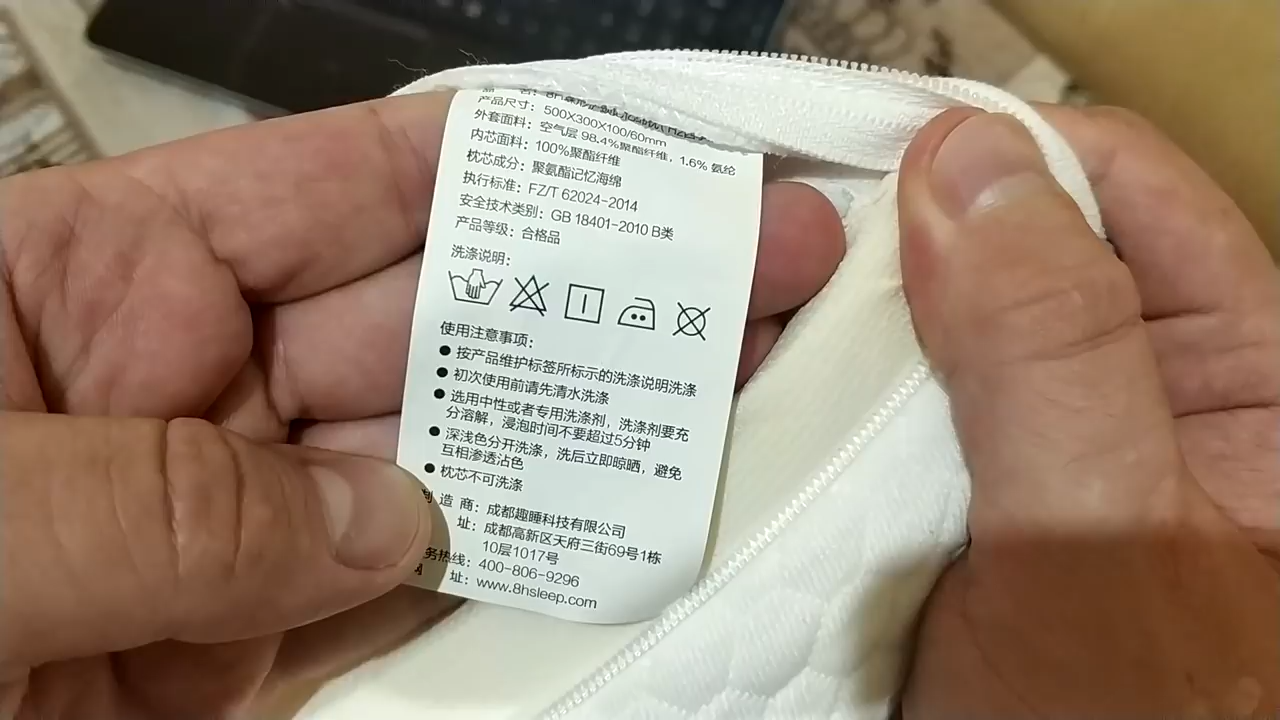 产品尺寸：500X300X100/60mm
外套面料：空气层 98.4%聚酯纤维，1.6% 氨纶
内芯面料：100%聚酯纤维
枕芯成分：聚氨酯记忆海绵
执行标准：FZ/T 62024-2014
安全技术类别：GB 18401-2010 B类
产品等级：合格品
洗涤说明：
使用注意事项：
● 按产品维护标签所标示的洗涤说明洗涤
● 初次使用前请先清水洗涤
● 选用中性或者专用洗涤剂，洗涤剂要充
分溶解，浸泡时间不要超过5分钟
● 深浅色分开洗涤，洗后立即晾晒，避免
互相渗透沾色
● 枕芯不可洗涤
造 商：成都趣睡科技有限公司
址：成都高新区天府三街69号1栋
10层1017号
务热线：400-806-9296
址：www.8hsleep.com